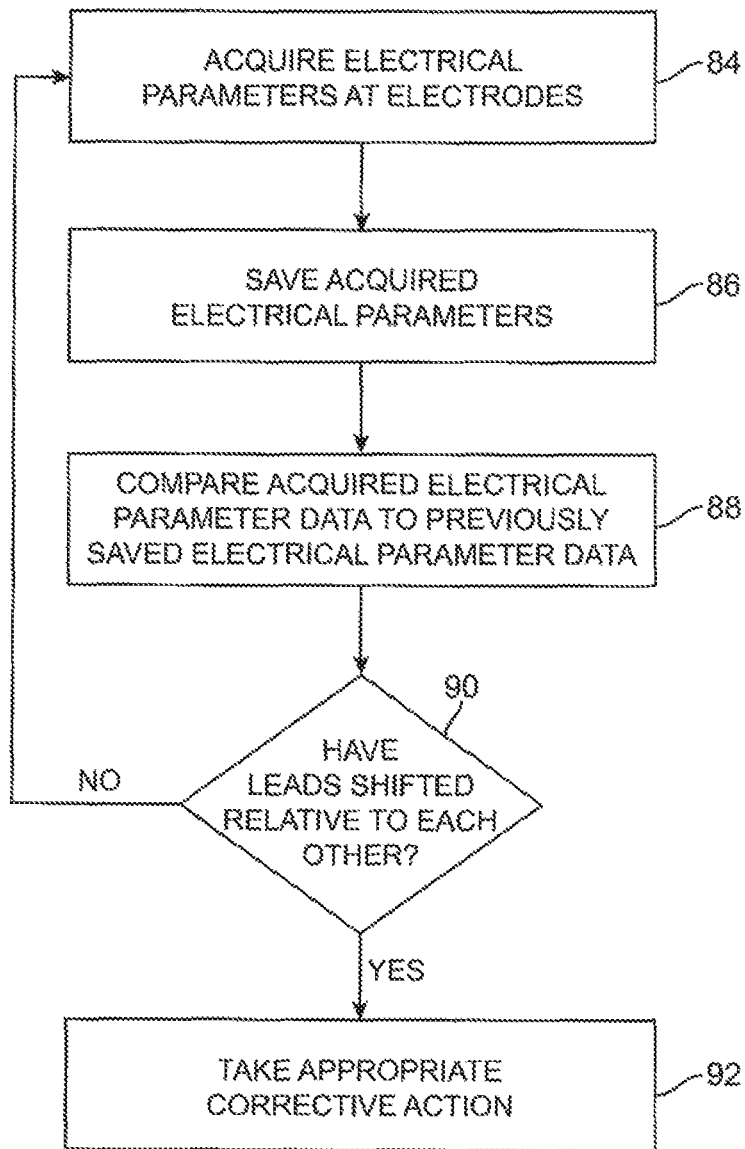 ACQUIRE ELECTRICAL
PARAMETERS AT ELECTRODES
84
SAVE ACQUIRED
ELECTRICAL PARAMETERS
86
COMPARE ACQUIRED ELECTRICAL
PARAMETER DATA TO PREVIOUSLY
SAVED ELECTRICAL PARAMETER DATA
88
90
HAVE
LEADS SHIFTED
RELATIVE TO EACH
OTHER?
NO
YES
TAKE APPROPRIATE
CORRECTIVE ACTION
92